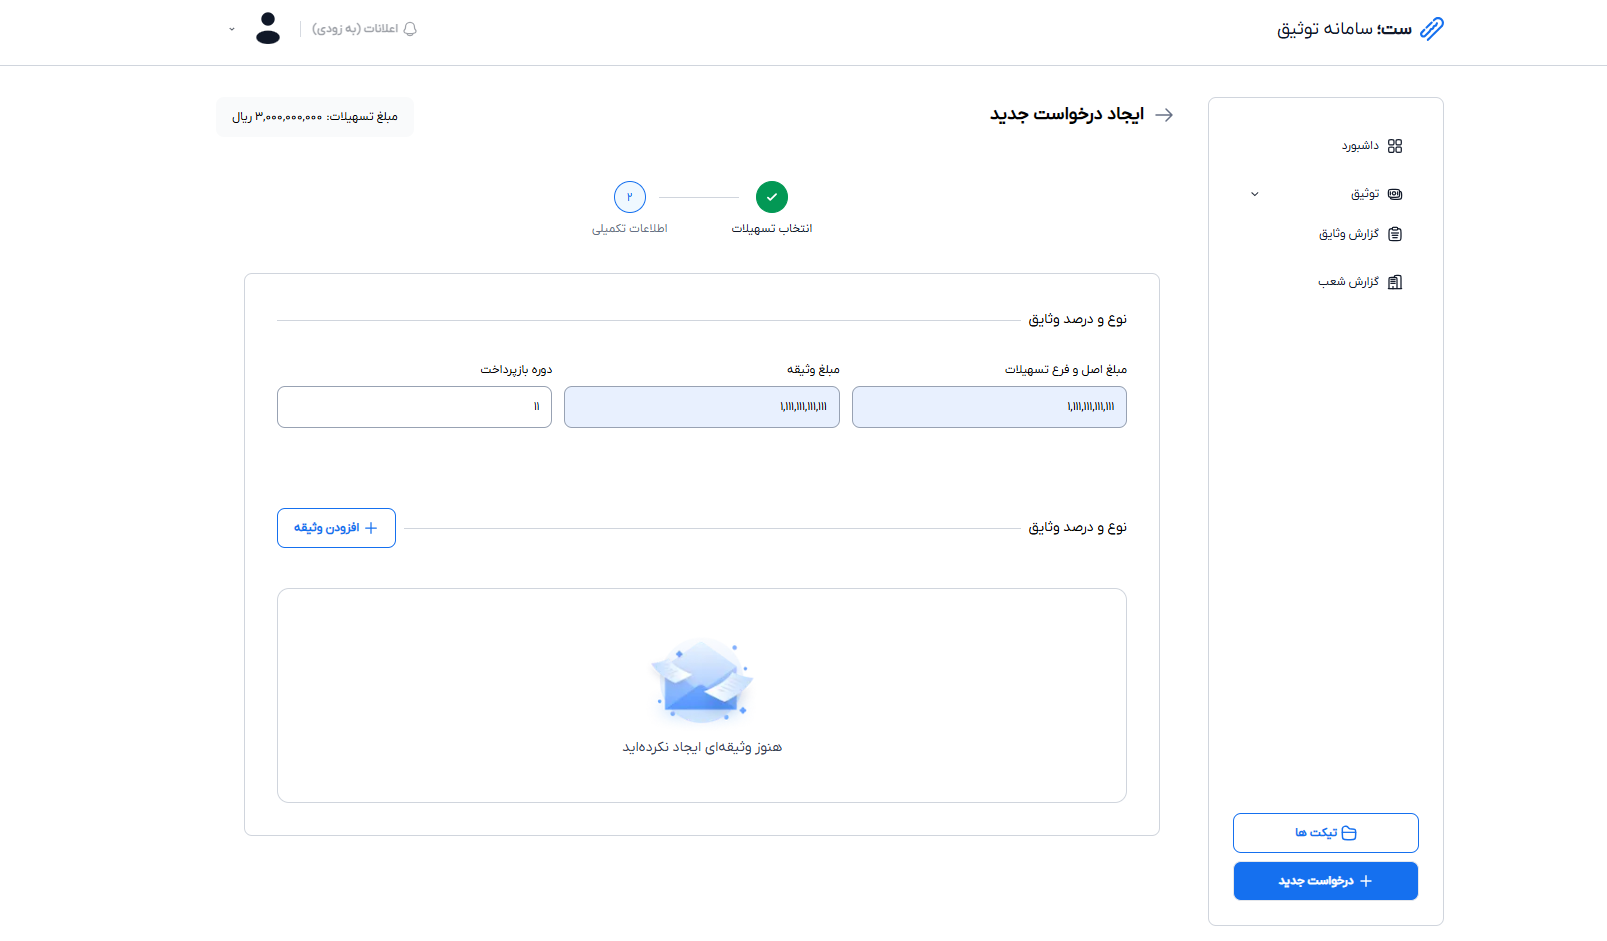 ست؛ سامانه توثیق
اعلانات (به زودی)
داشبورد
توثیق
گزارش وثایق
گزارش شعب
تیکت ها
درخواست جدید
ایجاد درخواست جدید
مبلغ تسهیلات: ۳,۰۰۰,۰۰۰,۰۰۰ ریال
انتخاب تسهیلات
۲
اطلاعات تکمیلی
نوع و درصد وثایق
مبلغ اصل و فرع تسهیلات
۱,۱۱۱,۱۱۱,۱۱۱,۱۱۱
مبلغ وثیقه
۱,۱۱۱,۱۱۱,۱۱۱,۱۱۱
دوره بازپرداخت
۱۱
نوع و درصد وثایق
افزودن وثیقه
هنوز وثیقه‌ای ایجاد نکرده‌اید